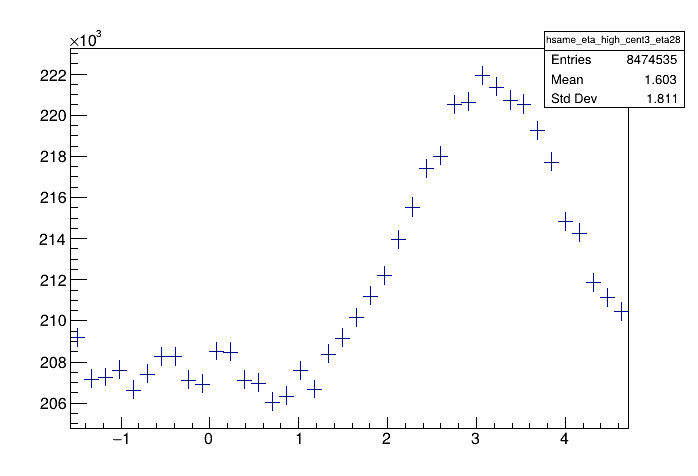 ×10³
hsame_eta_high_cent3_eta28
Entries 8474535
Mean 1.603
Std Dev 1.811
222
220
218
216
214
212
210
208
206
−1 0 1 2 3 4